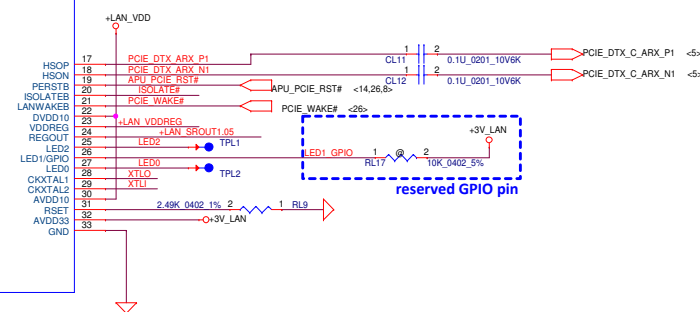 +LAN_VDD
HSOP 17 PCIE_DTX_ARX_P1 1 2 PCIE_DTX_C_ARX_P1 <5>
CL11 0.1U_0201_10V6K
HSON 18 PCIE_DTX_ARX_N1 1 2 PCIE_DTX_C_ARX_N1 <5>
CL12 0.1U_0201_10V6K
PERSTB 19 APU_PCIE_RST# APU_PCIE_RST# <14,26,8>
ISOLATEB 20 ISOLATE#
LANWAKEB 21 PCIE_WAKE# PCIE_WAKE# <26>
DVDD10 22
VDDREG 23 +LAN_VDDREG
REGOUT 24 +LAN_SROUT1.05 +3V_LAN
LED2 25 LED2 TPL1
LED1/GPIO 26 LED1_GPIO 1 @ 2
RL17 10K_0402_5%
LED0 27 LED0 TPL2
CKXTAL1 28 XTLO
CKXTAL2 29 XTLI
reserved GPIO pin
AVDD10 30
RSET 31 2.49K_0402_1% 2 1 RL9
AVDD33 32 +3V_LAN
GND 33